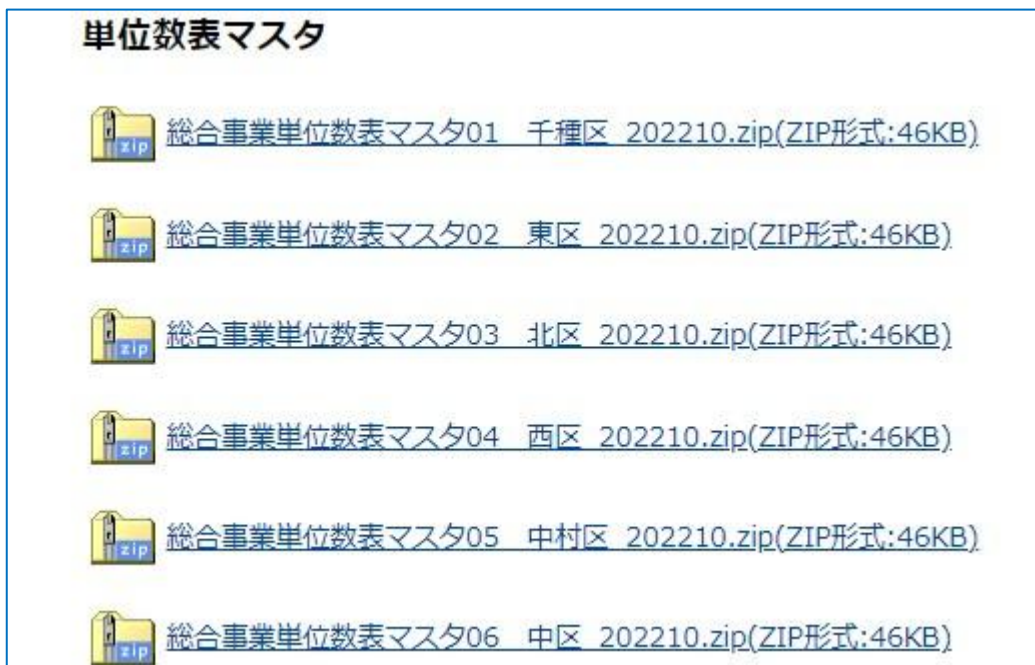 単位数表マスタ
zip 総合事業単位数表マスタ01　千種区_202210.zip(ZIP形式:46KB)
zip 総合事業単位数表マスタ02　東区_202210.zip(ZIP形式:46KB)
zip 総合事業単位数表マスタ03　北区_202210.zip(ZIP形式:46KB)
zip 総合事業単位数表マスタ04　西区_202210.zip(ZIP形式:46KB)
zip 総合事業単位数表マスタ05　中村区_202210.zip(ZIP形式:46KB)
zip 総合事業単位数表マスタ06　中区_202210.zip(ZIP形式:46KB)